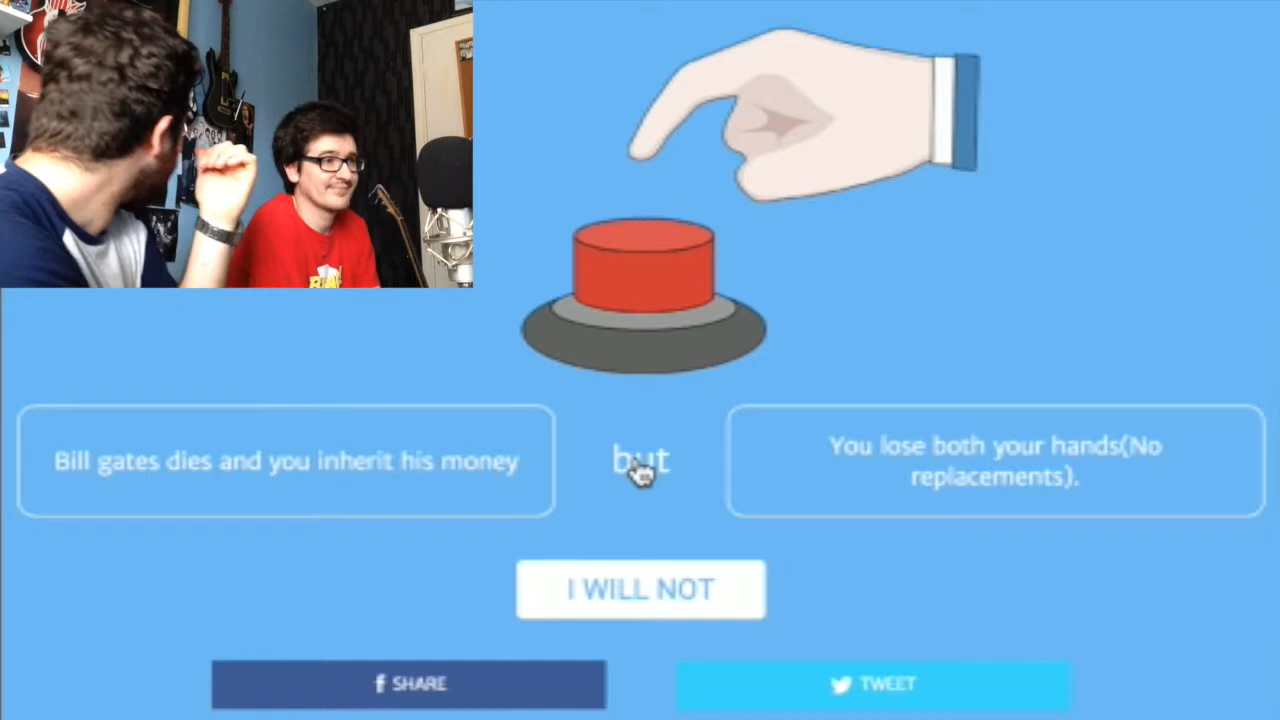 Bill gates dies and you inherit his money
but
You lose both your hands(No
replacements).
I WILL NOT
f SHARE
TWEET